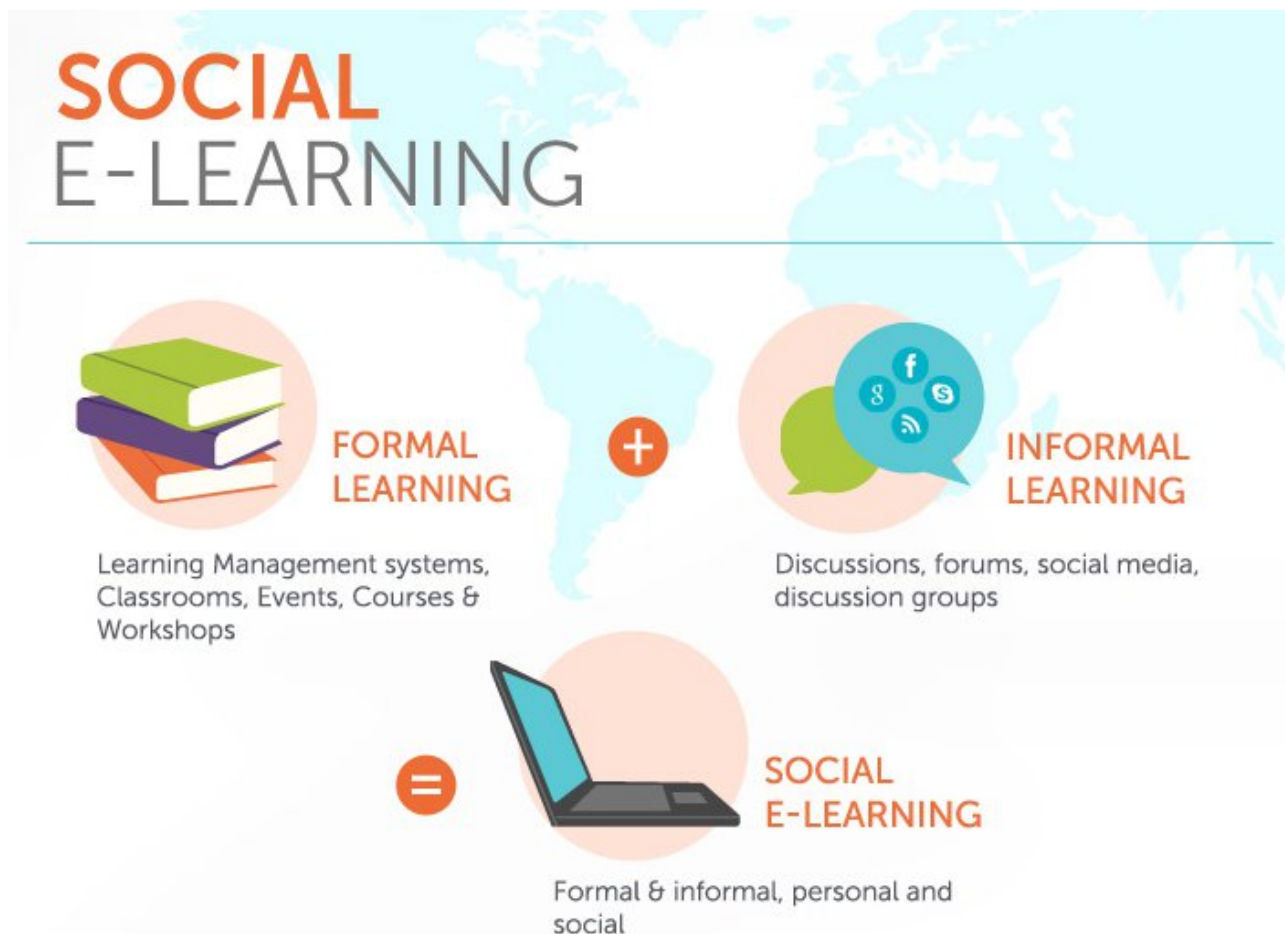 SOCIAL
E-LEARNING
FORMAL
LEARNING
Learning Management systems,
Classrooms, Events, Courses &
Workshops
+
f
g
S
INFORMAL
LEARNING
Discussions, forums, social media,
discussion groups
=
SOCIAL
E-LEARNING
Formal & informal, personal and
social